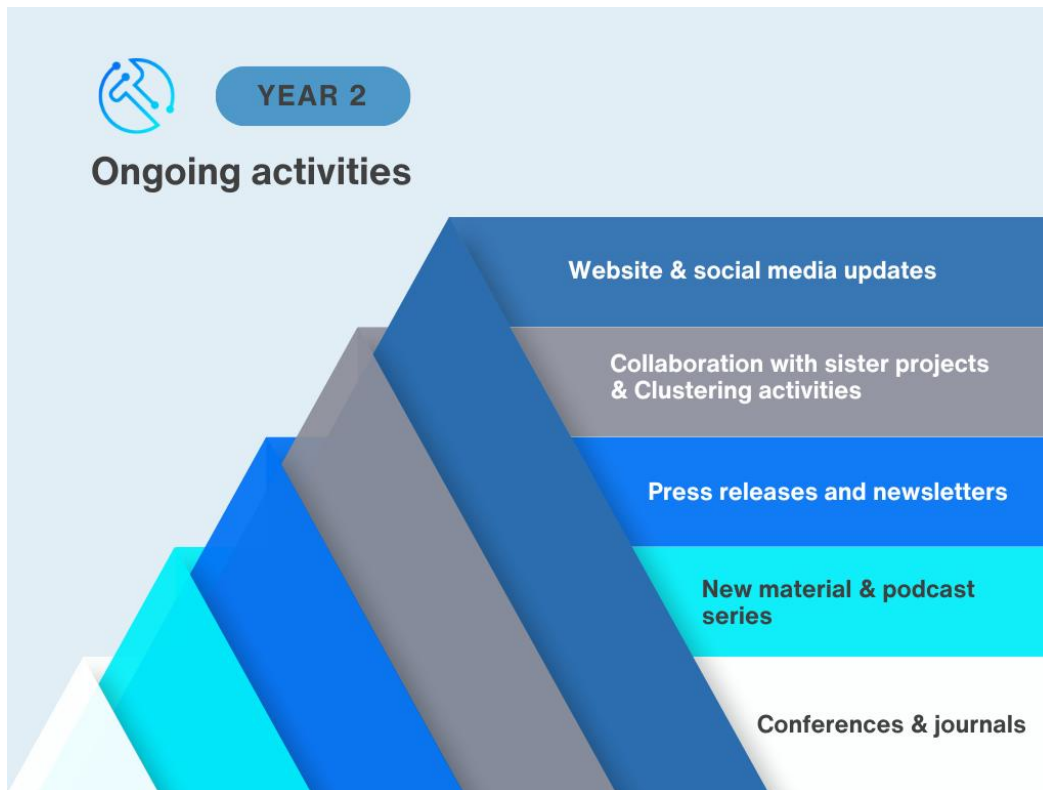 YEAR 2
Ongoing activities
Website & social media updates
Collaboration with sister projects
& Clustering activities
Press releases and newsletters
New material & podcast
series
Conferences & journals